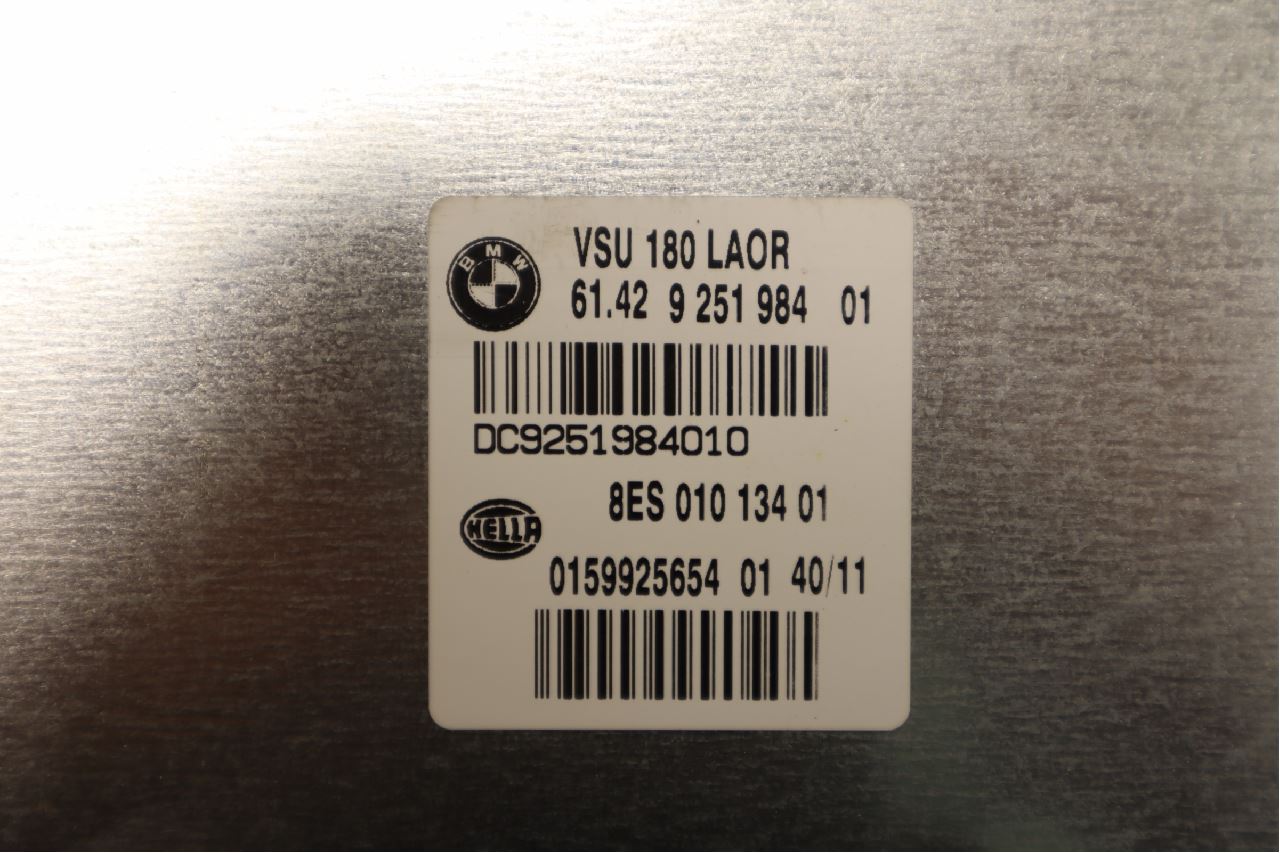 BMW
VSU 180 LAOR
61.42 9 251 984 01
DC9251984010
8ES 010 134 01
HELLA
0159925654 01 40/11